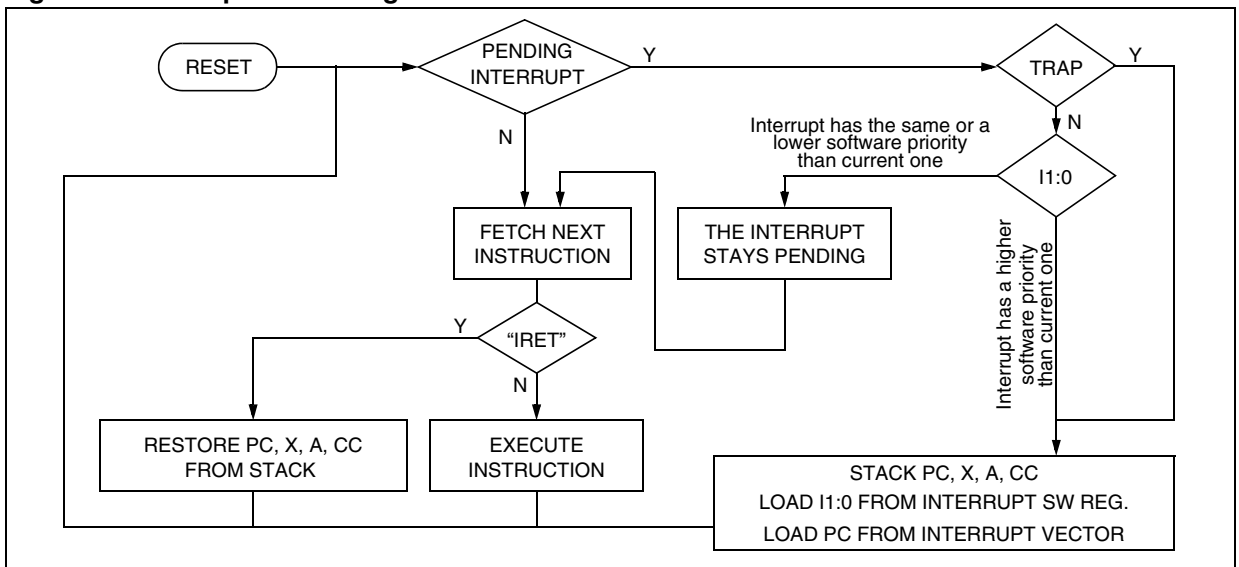 RESET
PENDING
INTERRUPT
Y
TRAP
Y
N
N
Interrupt has the same or a
lower software priority
than current one
I1:0
FETCH NEXT
INSTRUCTION
THE INTERRUPT
STAYS PENDING
Interrupt has a higher
software priority
than current one
Y
“IRET”
N
RESTORE PC, X, A, CC
FROM STACK
EXECUTE
INSTRUCTION
STACK PC, X, A, CC
LOAD I1:0 FROM INTERRUPT SW REG.
LOAD PC FROM INTERRUPT VECTOR